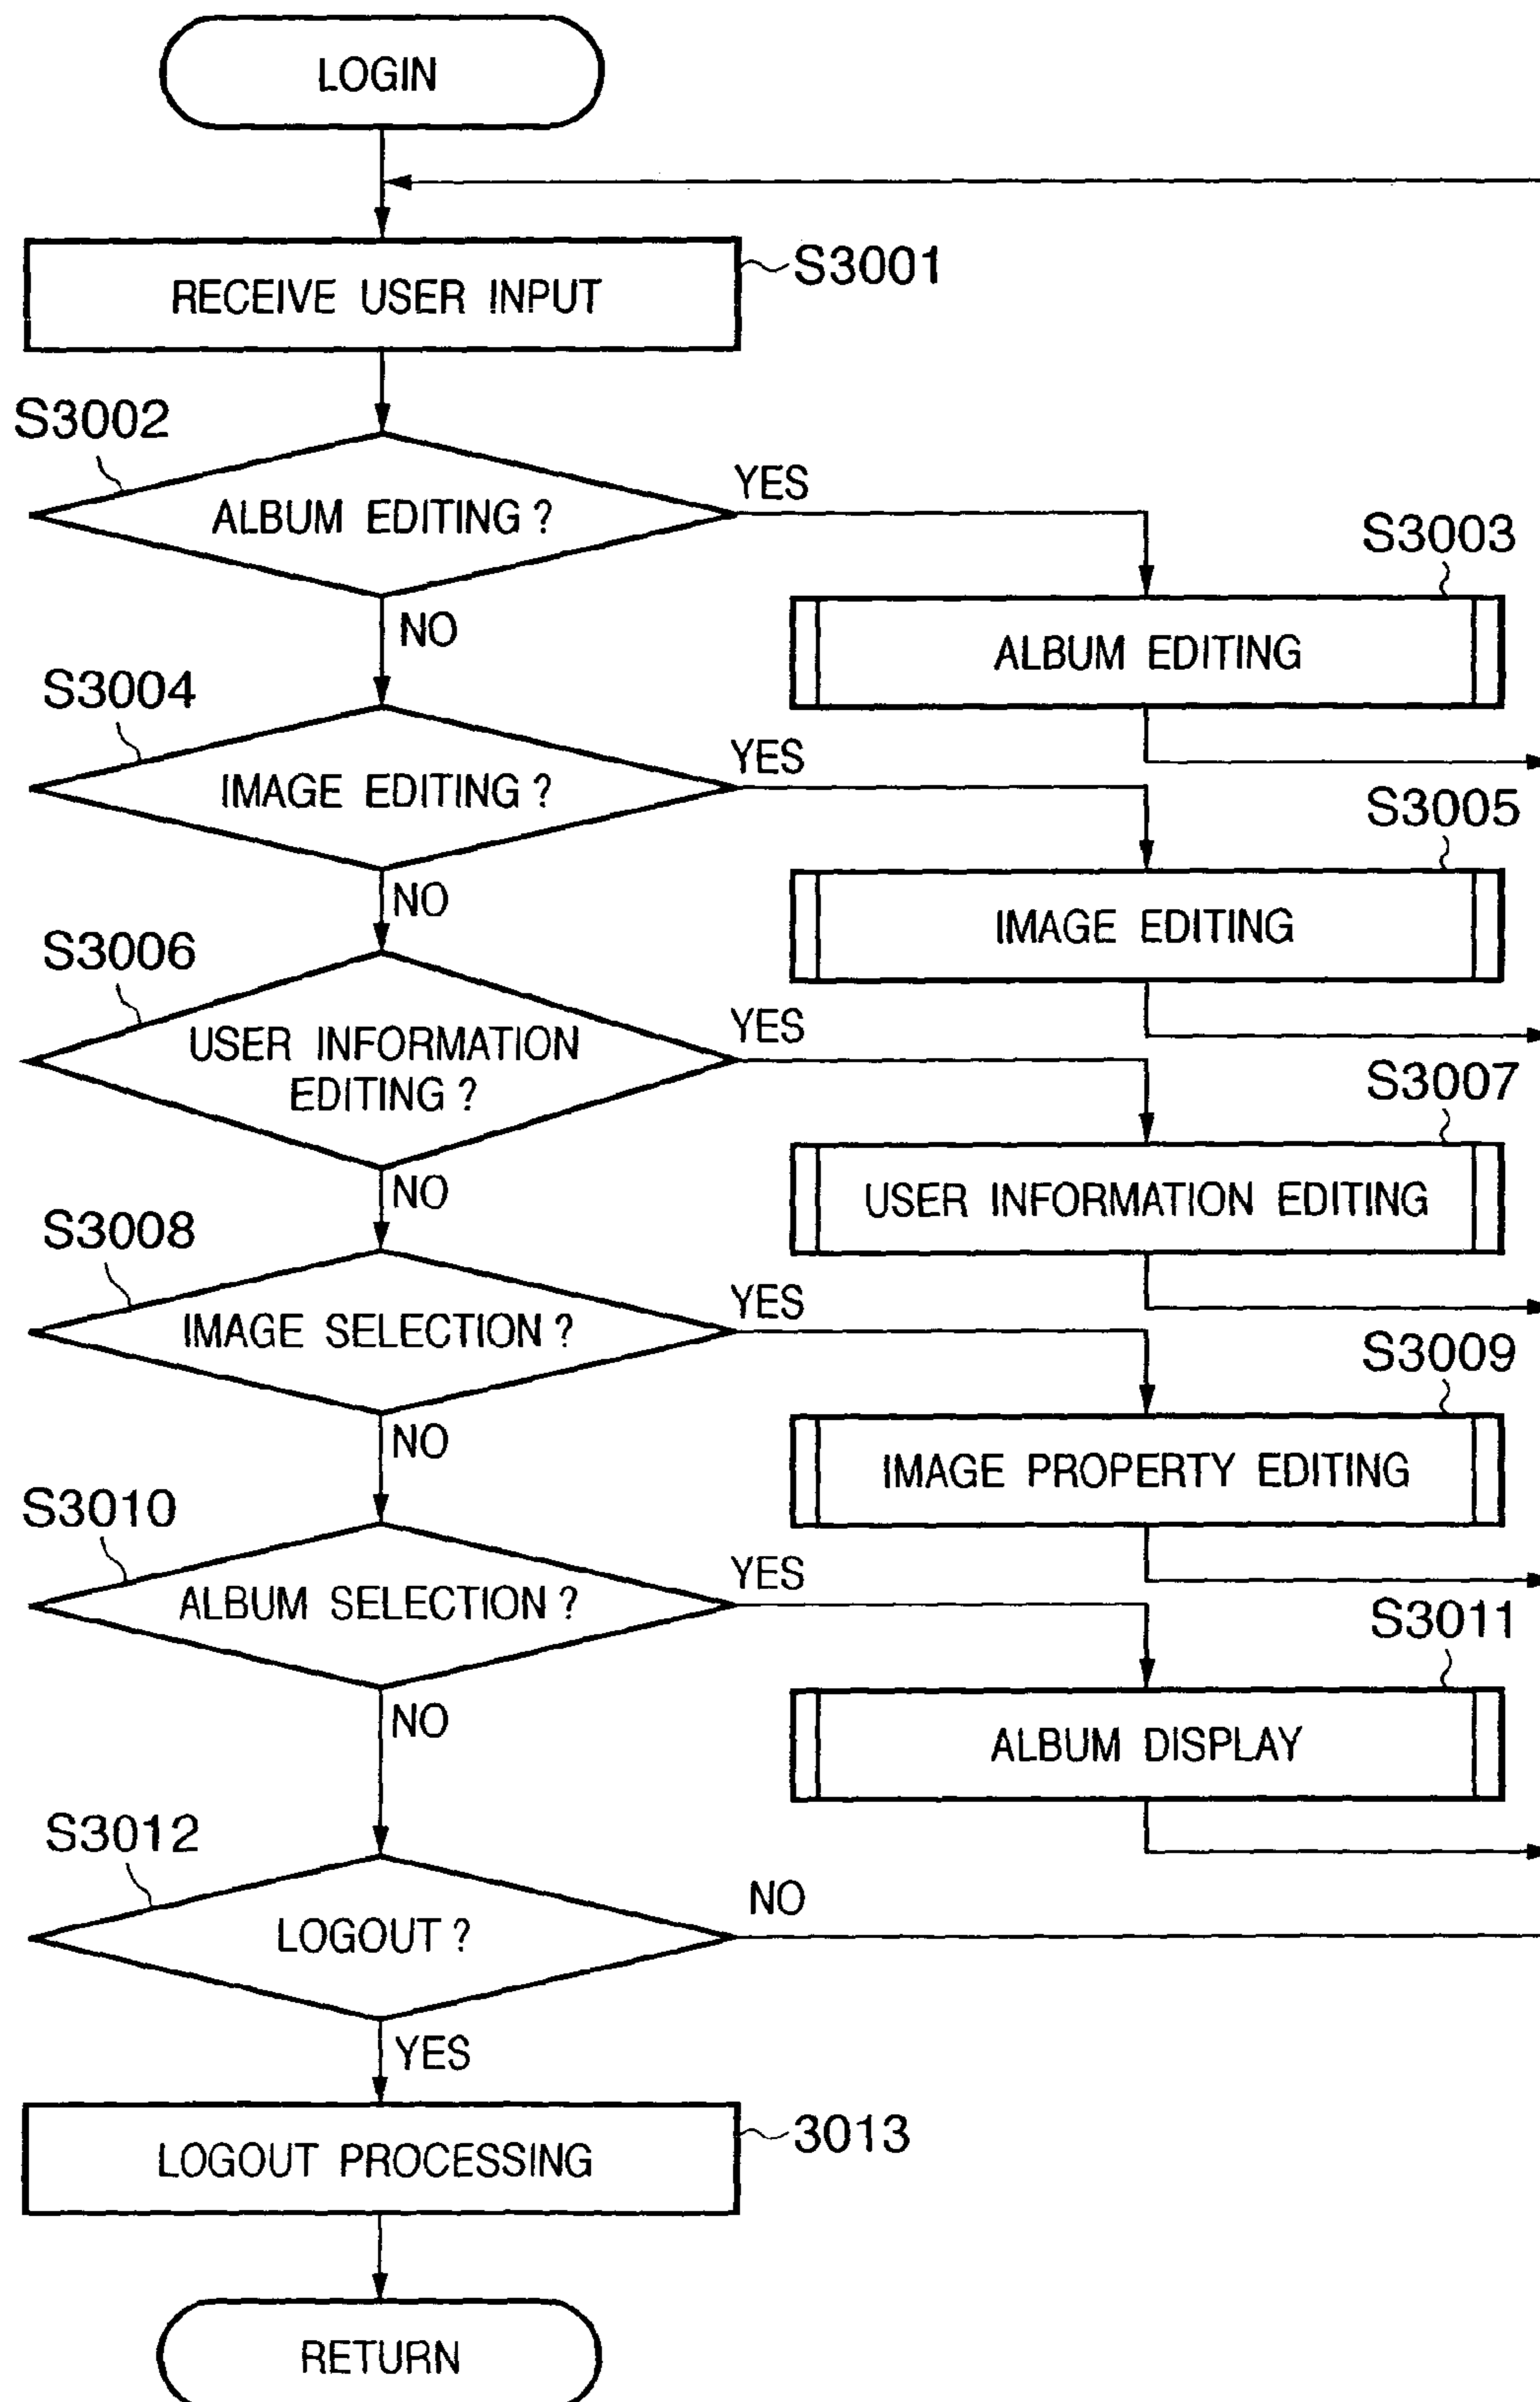 LOGIN
RECEIVE USER INPUT
S3001
S3002
ALBUM EDITING ?
YES
NO
S3003
ALBUM EDITING
S3004
IMAGE EDITING ?
YES
NO
S3005
IMAGE EDITING
S3006
USER INFORMATION
EDITING ?
YES
NO
S3007
USER INFORMATION EDITING
S3008
IMAGE SELECTION ?
YES
NO
S3009
IMAGE PROPERTY EDITING
S3010
ALBUM SELECTION ?
YES
NO
S3011
ALBUM DISPLAY
S3012
LOGOUT ?
NO
YES
LOGOUT PROCESSING
3013
RETURN